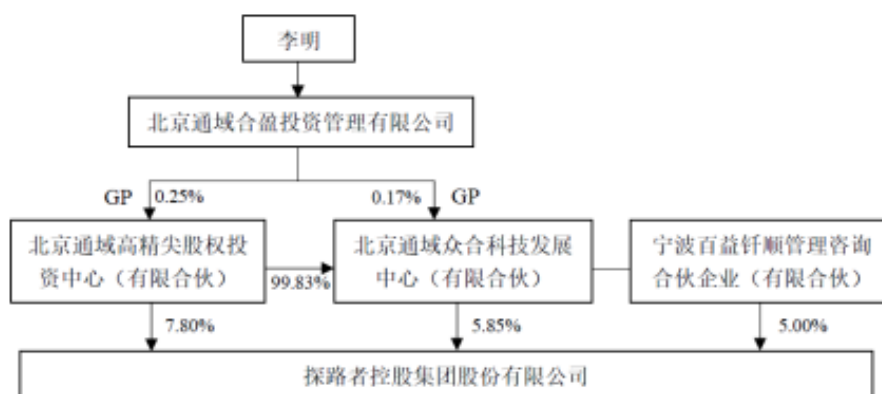 李明
北京通域合盈投资管理有限公司
GP
0.25%
0.17%
GP
北京通域高精尖股权投
资中心（有限合伙）
99.83%
北京通域众合科技发展
中心（有限合伙）
宁波百益钎顺管理咨询
合伙企业（有限合伙）
7.80%
5.85%
5.00%
探路者控股集团股份有限公司